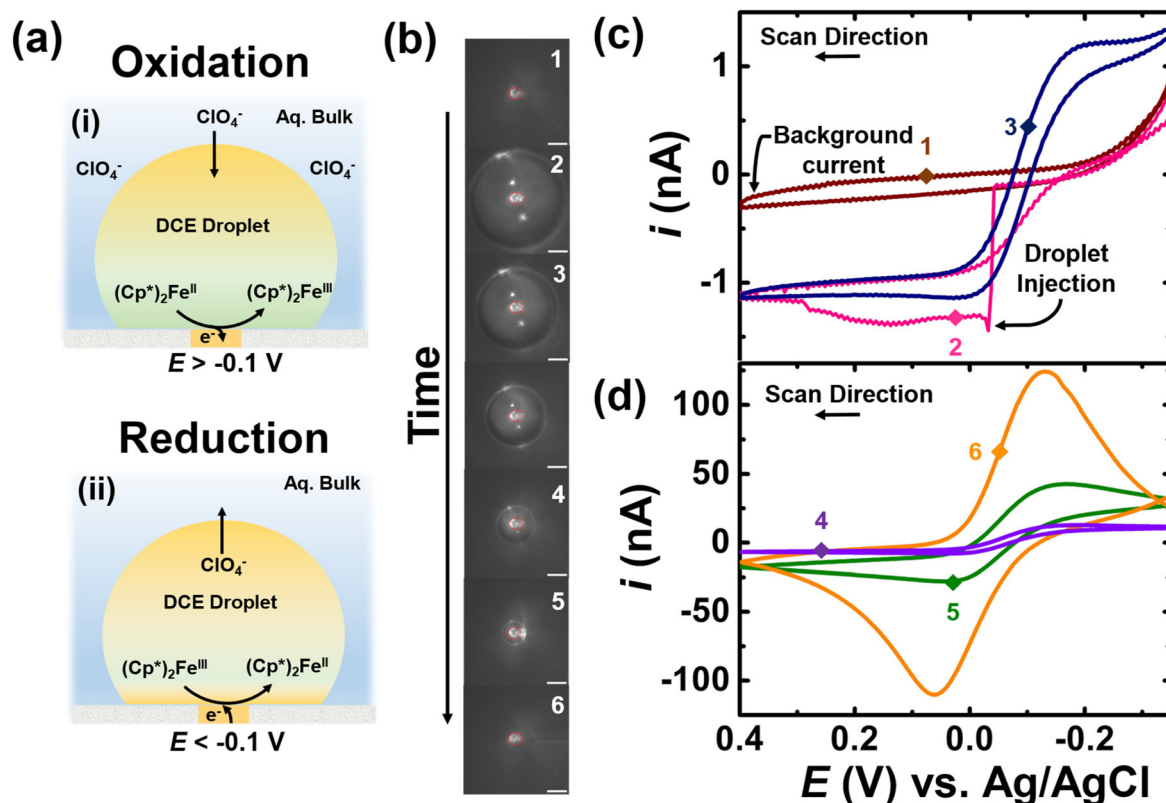 (a)
Oxidation
(i)
ClO₄⁻
Aq. Bulk
ClO₄⁻
ClO₄⁻
DCE Droplet
(Cp*)₂Feᴵᴵ
(Cp*)₂Feᴵᴵᴵ
e⁻
E > -0.1 V
Reduction
(ii)
Aq. Bulk
ClO₄⁻
DCE Droplet
(Cp*)₂Feᴵᴵᴵ
(Cp*)₂Feᴵᴵ
e⁻
E < -0.1 V
(b)
Time
1
2
3
4
5
6
(c)
Scan Direction
Background
current
1
3
Droplet
Injection
2
1
0
-1
i (nA)
(d)
Scan Direction
6
4
5
100
50
0
-50
-100
i (nA)
0.4
0.2
0.0
-0.2
E (V) vs. Ag/AgCl